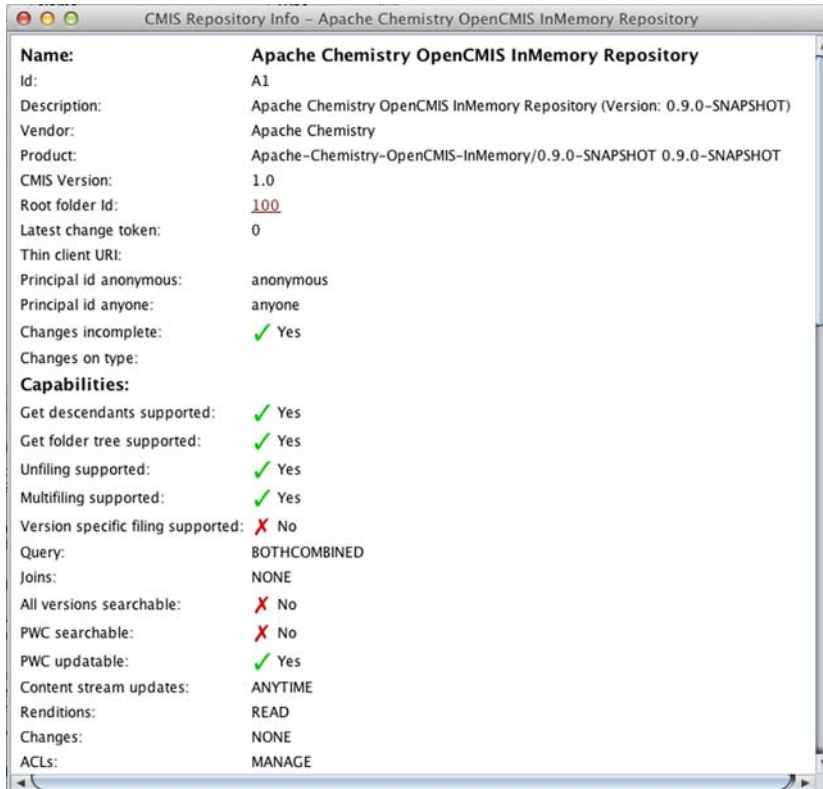 CMIS Repository Info – Apache Chemistry OpenCMIS InMemory Repository
Name: Apache Chemistry OpenCMIS InMemory Repository
Id: A1
Description: Apache Chemistry OpenCMIS InMemory Repository (Version: 0.9.0-SNAPSHOT)
Vendor: Apache Chemistry
Product: Apache-Chemistry-OpenCMIS-InMemory/0.9.0-SNAPSHOT 0.9.0-SNAPSHOT
CMIS Version: 1.0
Root folder Id: 100
Latest change token: 0
Thin client URI:
Principal id anonymous: anonymous
Principal id anyone: anyone
Changes incomplete: ✓ Yes
Changes on type:
Capabilities:
Get descendants supported: ✓ Yes
Get folder tree supported: ✓ Yes
Unfiling supported: ✓ Yes
Multifiling supported: ✓ Yes
Version specific filing supported: ✗ No
Query: BOTHCOMBINED
Joins: NONE
All versions searchable: ✗ No
PWC searchable: ✗ No
PWC updatable: ✓ Yes
Content stream updates: ANYTIME
Renditions: READ
Changes: NONE
ACLs: MANAGE